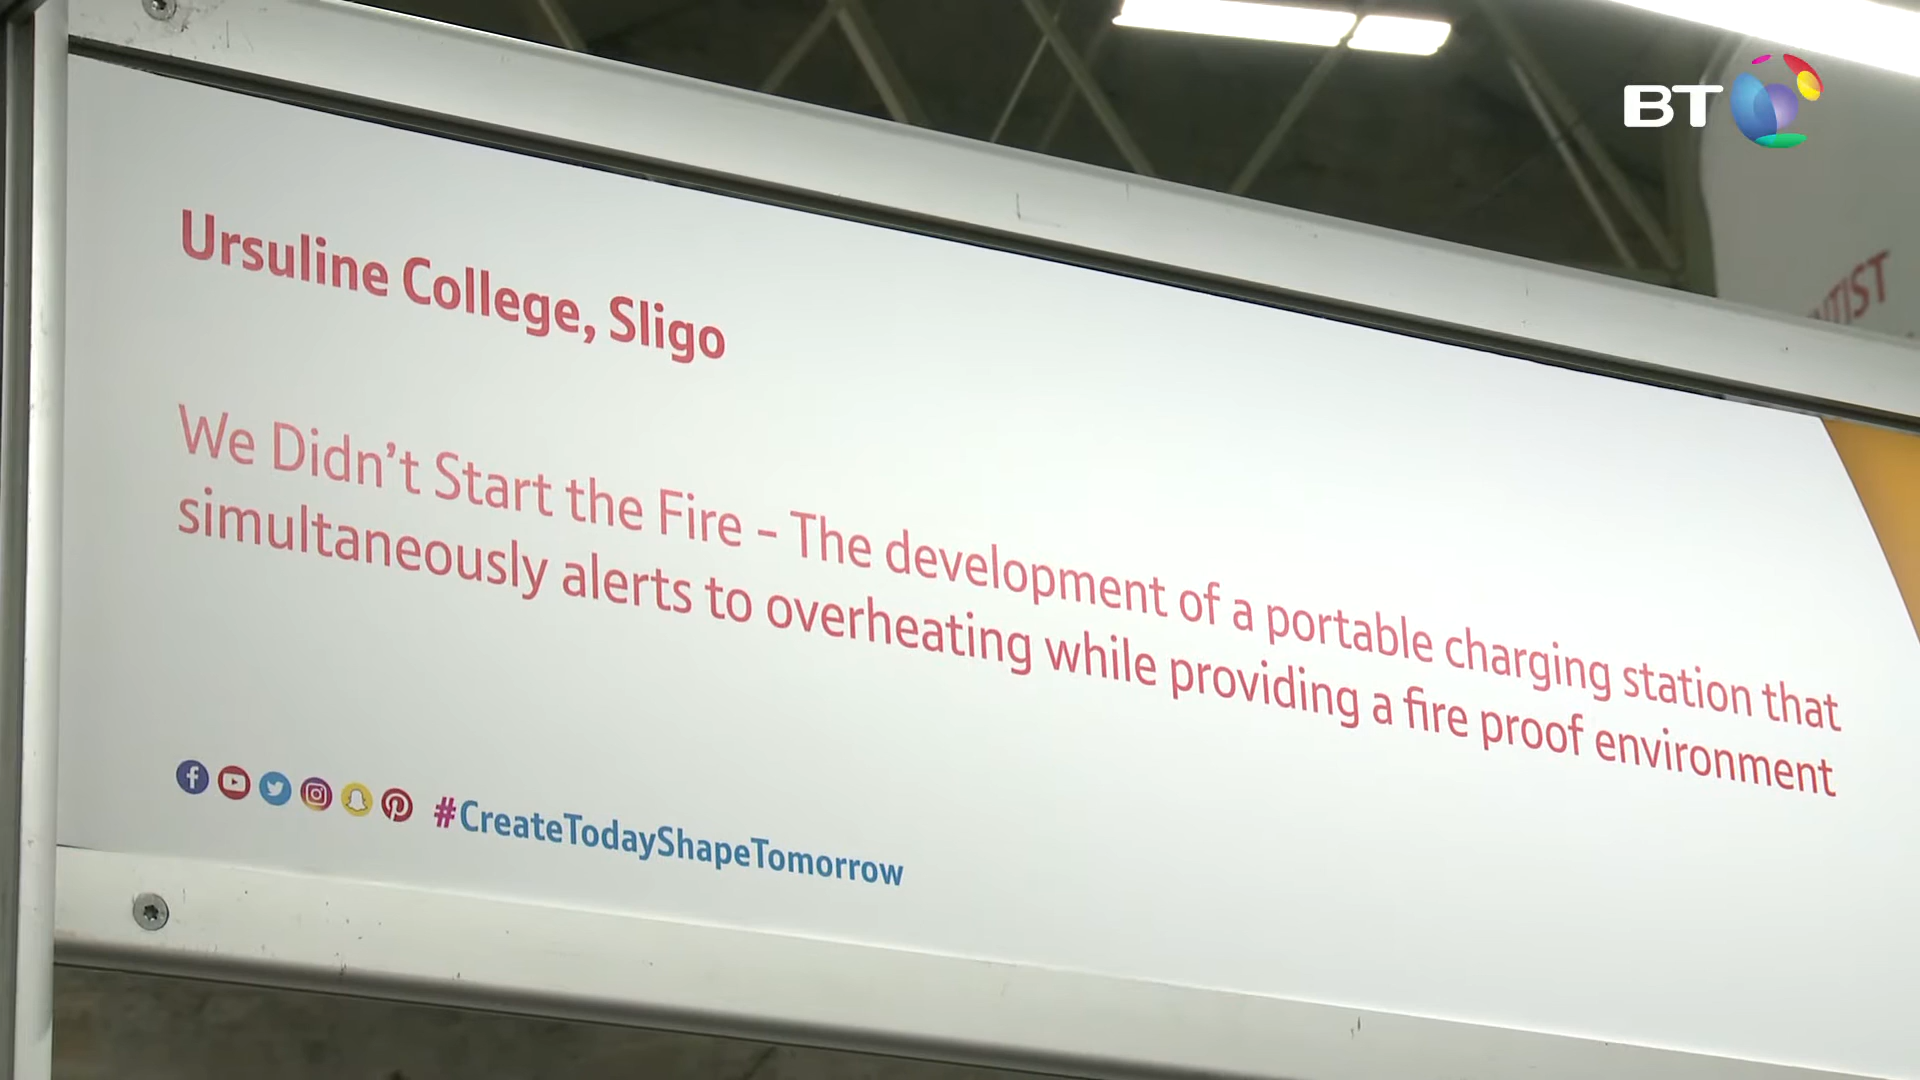 BT
NTIST
Ursuline College, Sligo
We Didn't Start the Fire – The development of a portable charging station that
simultaneously alerts to overheating while providing a fire proof environment
#CreateTodayShapeTomorrow